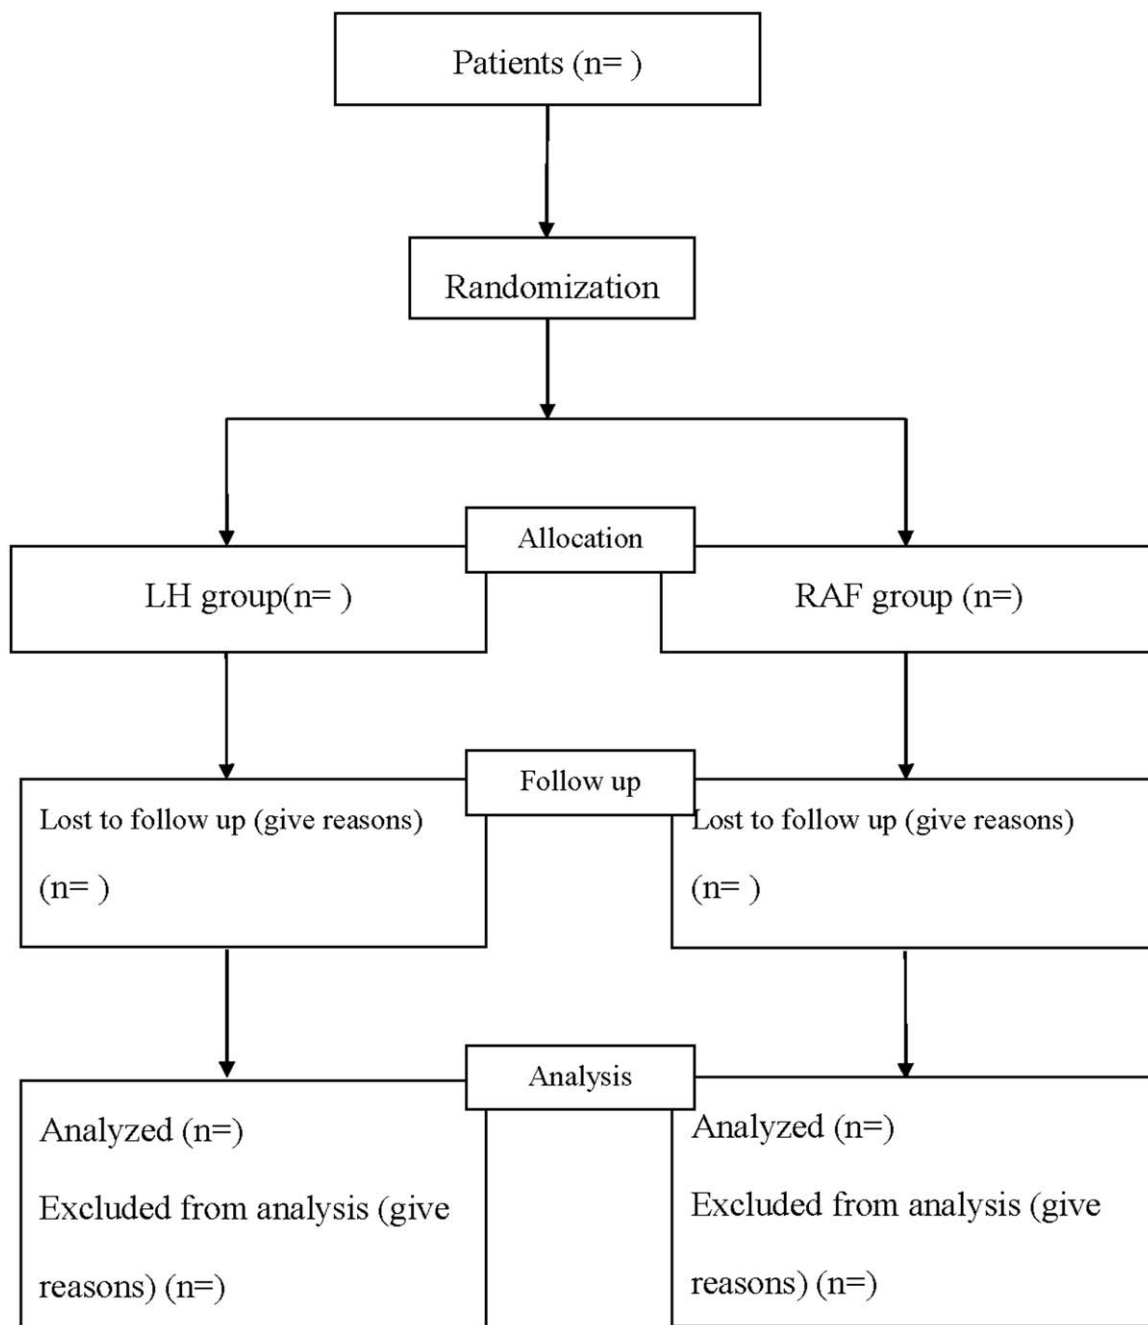 Patients (n= )
Randomization
Allocation
LH group(n= )
RAF group (n=)
Follow up
Lost to follow up (give reasons)
(n= )
Lost to follow up (give reasons)
(n= )
Analysis
Analyzed (n=)
Excluded from analysis (give
reasons) (n=)
Analyzed (n=)
Excluded from analysis (give
reasons) (n=)